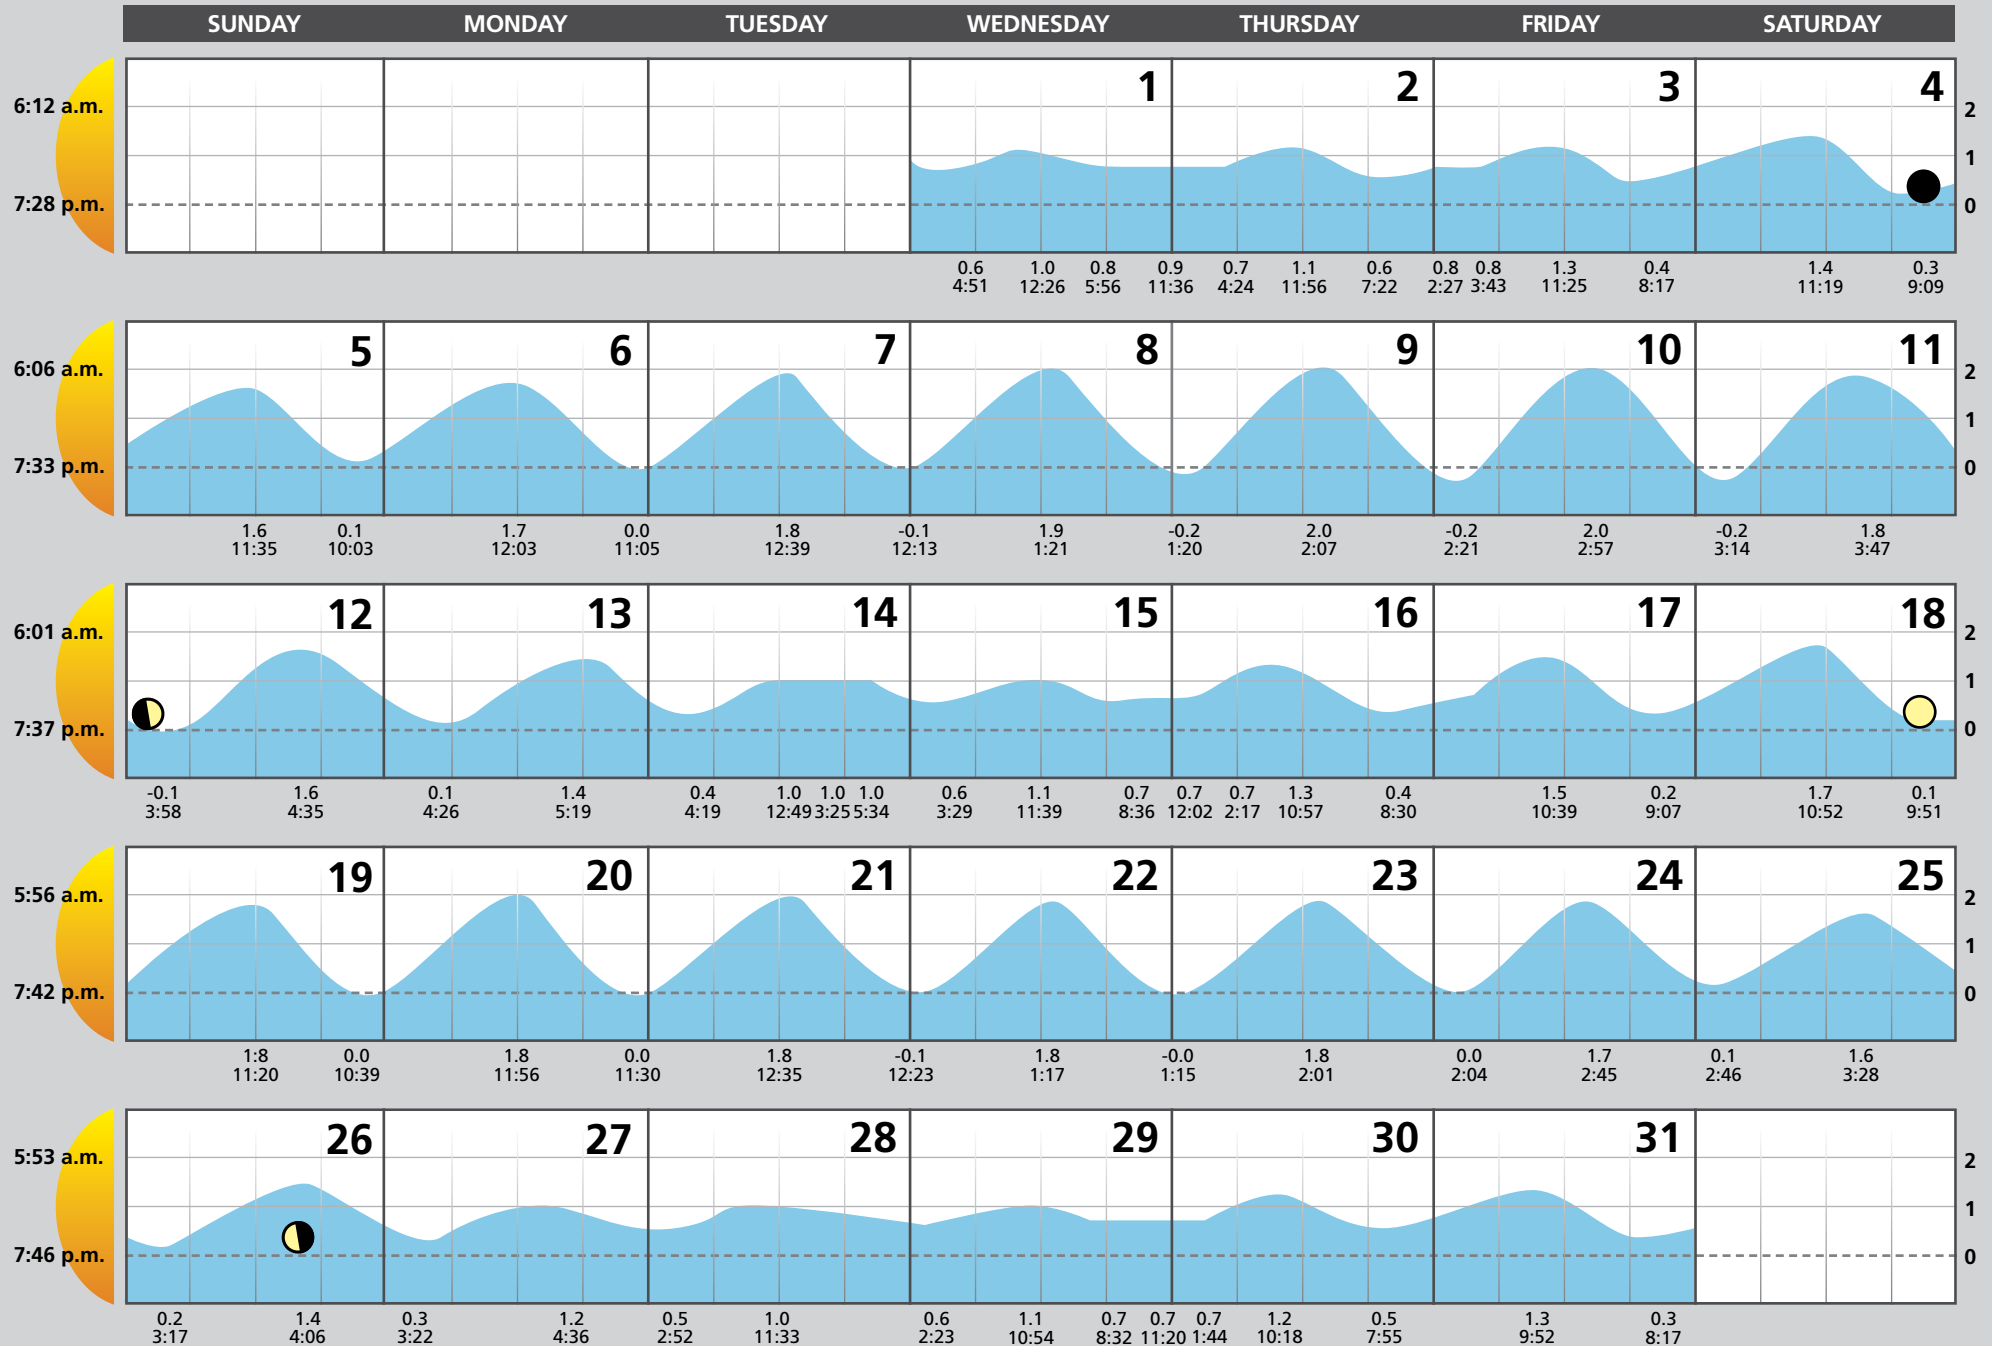 SUNDAY MONDAY TUESDAY WEDNESDAY THURSDAY FRIDAY SATURDAY
1 2 3 4
6:12 a.m.
2
1
7:28 p.m.
0
0.6 1.0 0.8 0.9 0.7 1.1 0.6 0.8 0.8 1.3 0.4 1.4 0.3
4:51 12:26 5:56 11:36 4:24 11:56 7:22 2:27 3:43 11:25 8:17 11:19 9:09
5 6 7 8 9 10 11
6:06 a.m.
2
1
7:33 p.m.
0
1.6 0.1 1.7 0.0 1.8 -0.1 1.9 -0.2 2.0 -0.2 2.0 -0.2 1.8
11:35 10:03 12:03 11:05 12:39 12:13 1:21 1:20 2:07 2:21 2:57 3:14 3:47
12 13 14 15 16 17 18
6:01 a.m.
2
1
7:37 p.m.
0
-0.1 1.6 0.1 1.4 0.4 1.0 1.0 1.0 0.6 1.1 0.7 0.7 0.7 1.3 0.4 1.5 0.2 1.7 0.1
3:58 4:35 4:26 5:19 4:19 12:49 3:25 5:34 3:29 11:39 8:36 12:02 2:17 10:57 8:30 10:39 9:07 10:52 9:51
19 20 21 22 23 24 25
5:56 a.m.
2
1
7:42 p.m.
0
1:8 0.0 1.8 0.0 1.8 -0.1 1.8 -0.0 1.8 0.0 1.7 0.1 1.6
11:20 10:39 11:56 11:30 12:35 12:23 1:17 1:15 2:01 2:04 2:45 2:46 3:28
26 27 28 29 30 31
5:53 a.m.
2
1
7:46 p.m.
0
0.2 1.4 0.3 1.2 0.5 1.0 0.6 1.1 0.7 0.7 0.7 1.2 0.5 1.3 0.3
3:17 4:06 3:22 4:36 2:52 11:33 2:23 10:54 8:32 11:20 1:44 10:18 7:55 9:52 8:17